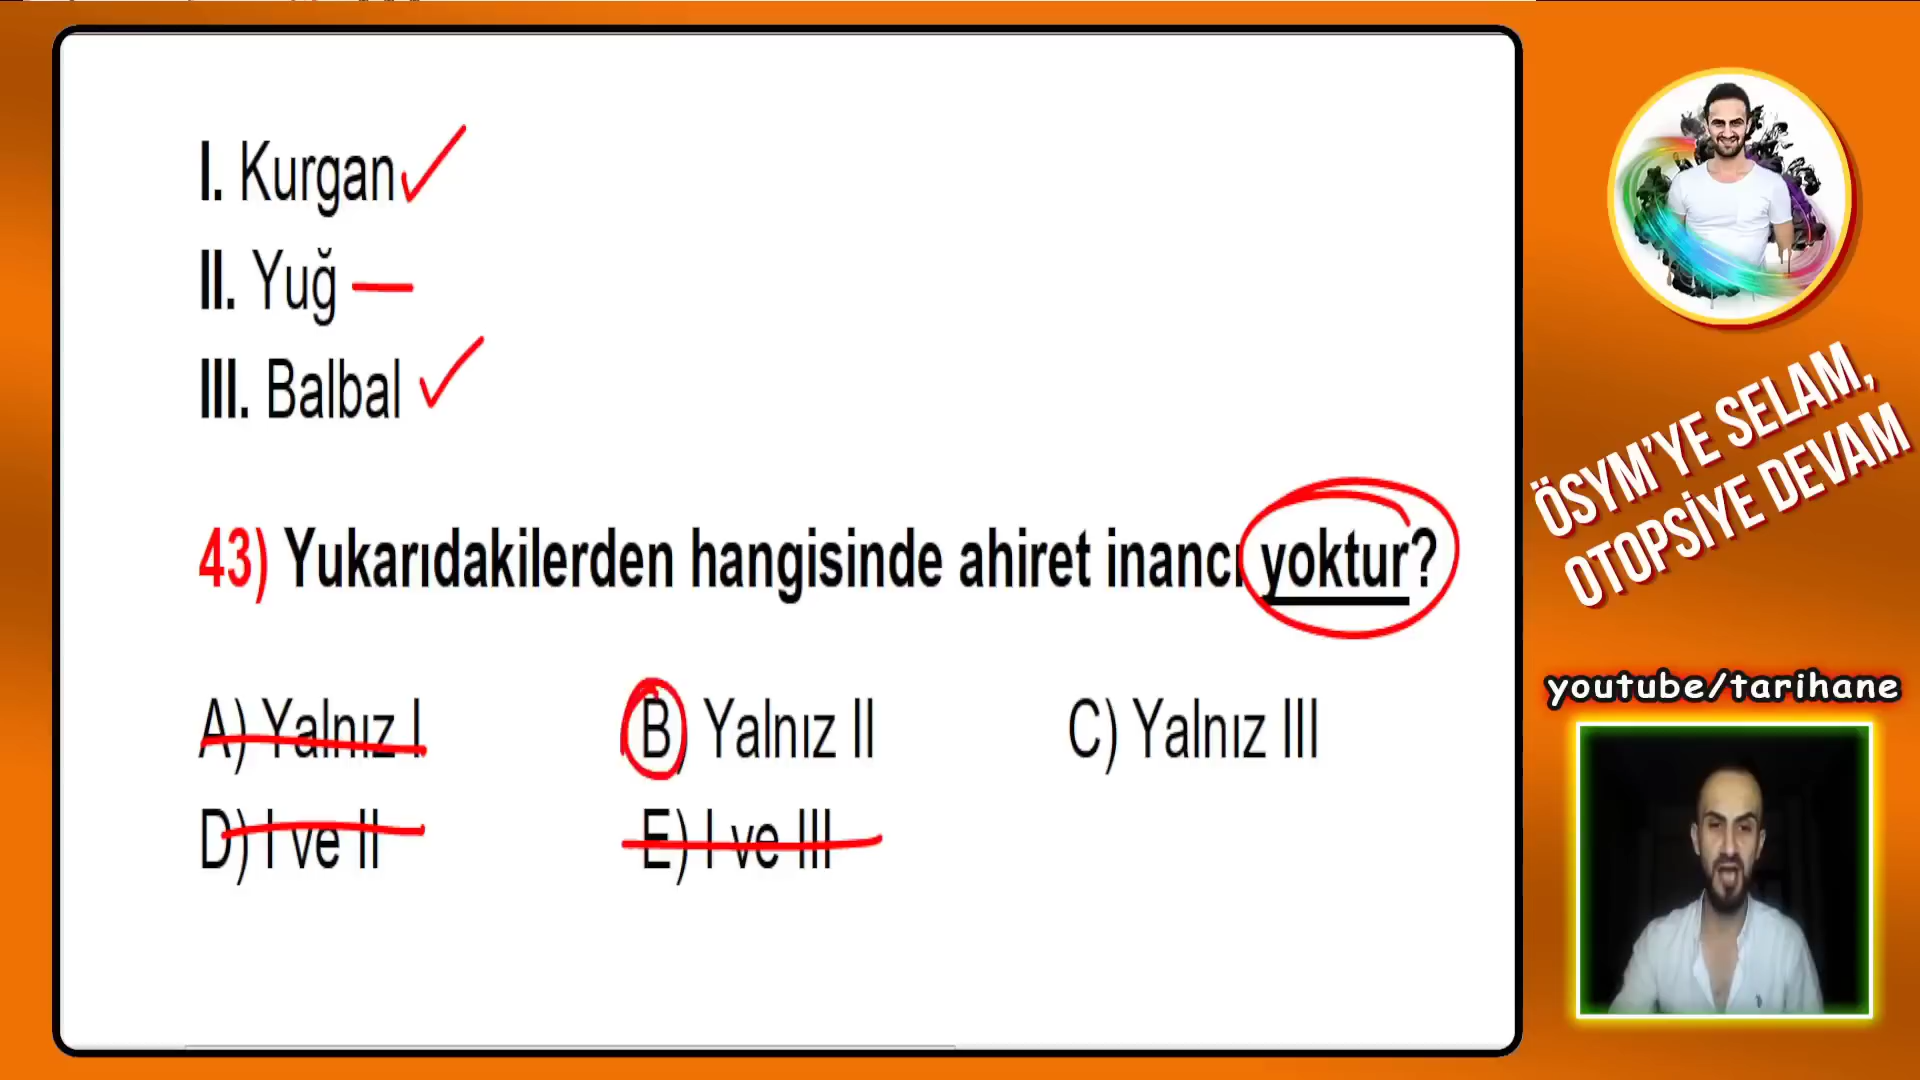 I. Kurgan
II. Yuğ
III. Balbal
43) Yukarıdakilerden hangisinde ahiret inancı yoktur?
A) Yalnız I
B) Yalnız II
C) Yalnız III
D) I ve II
E) I ve III
ÖSYM'YE SELAM,
OTOPSİYE DEVAM
youtube/tarihane